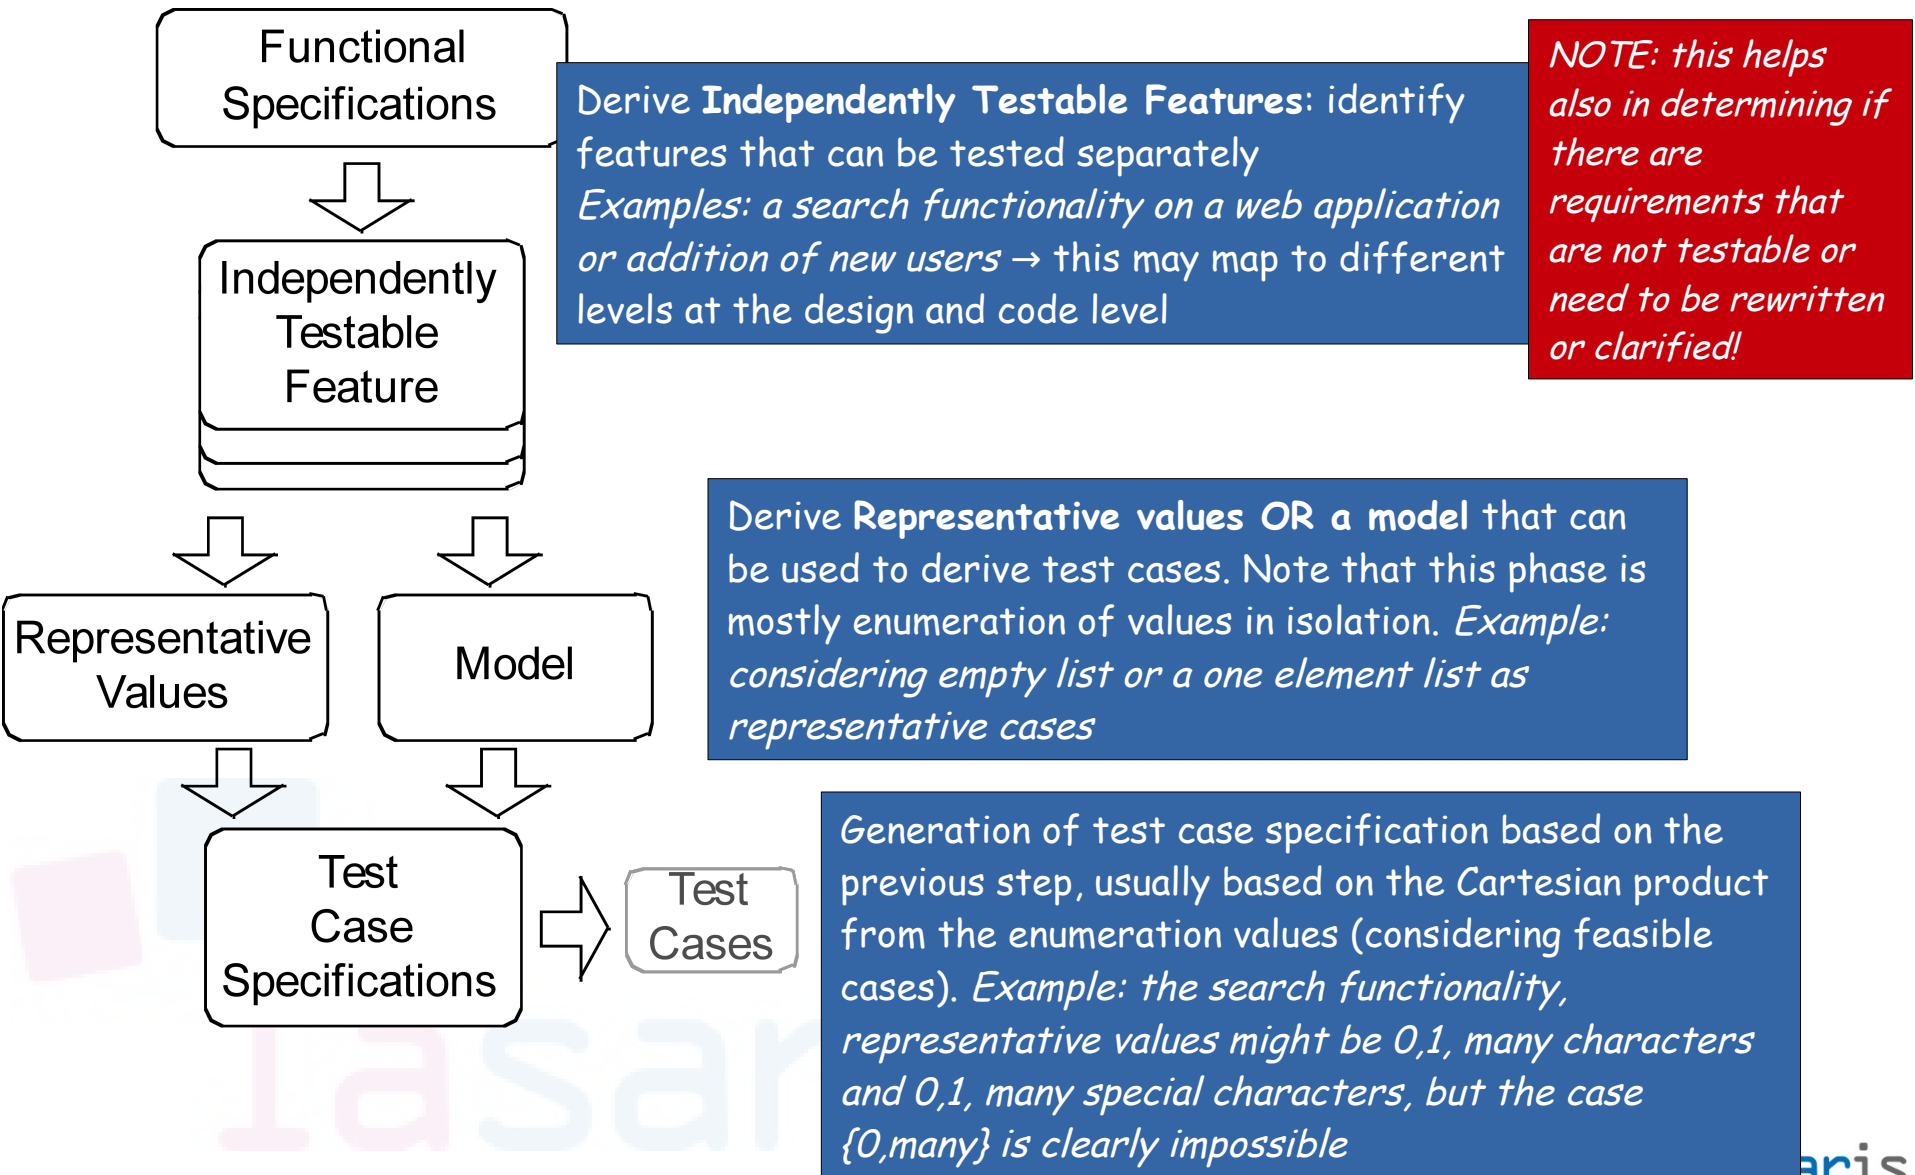 Functional
Specifications
Derive Independently Testable Features: identify
features that can be tested separately
Examples: a search functionality on a web application
or addition of new users → this may map to different
levels at the design and code level
NOTE: this helps
also in determining if
there are
requirements that
are not testable or
need to be rewritten
or clarified!
Independently
Testable
Feature
Derive Representative values OR a model that can
be used to derive test cases. Note that this phase is
mostly enumeration of values in isolation. Example:
considering empty list or a one element list as
representative cases
Representative
Values
Model
Generation of test case specification based on the
previous step, usually based on the Cartesian product
from the enumeration values (considering feasible
cases). Example: the search functionality,
representative values might be 0,1, many characters
and 0,1, many special characters, but the case
{0,many} is clearly impossible
Test
Case
Specifications
Test
Cases